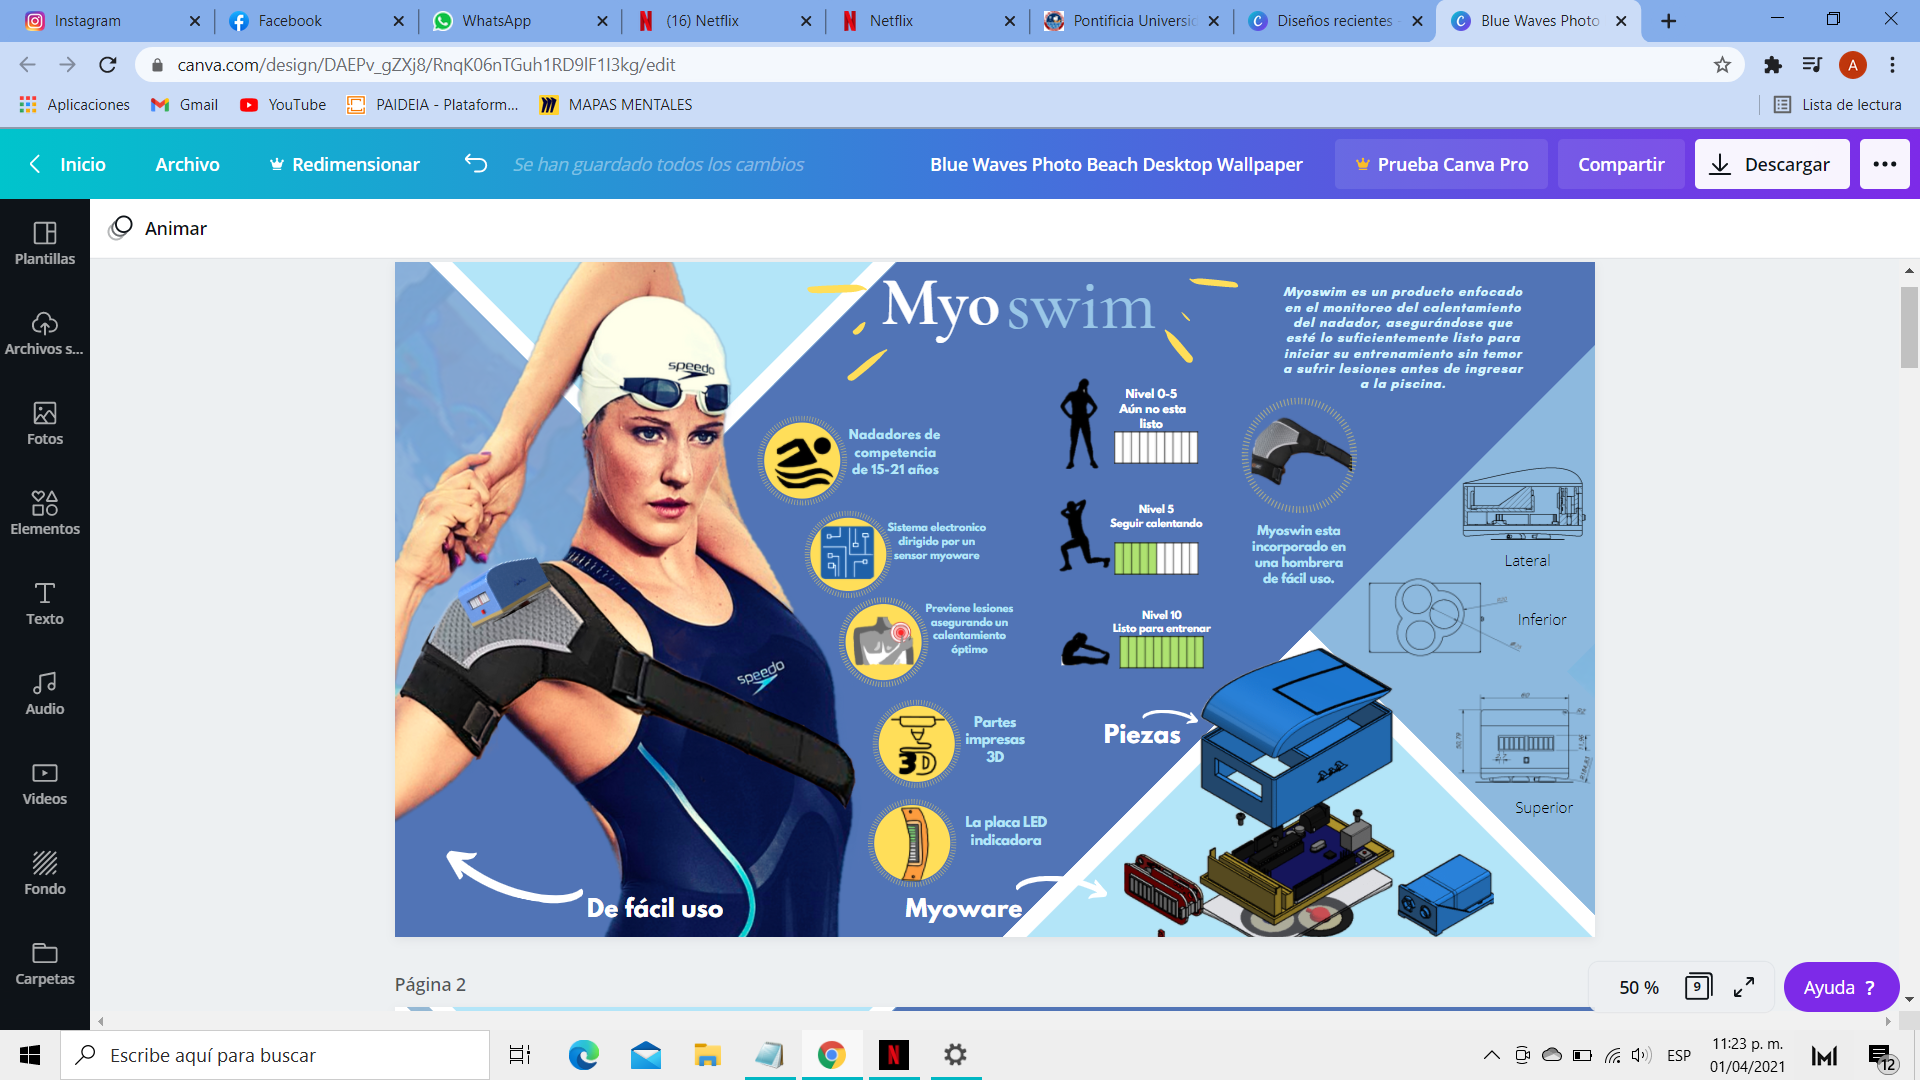 Instagram
Facebook
WhatsApp
(16) Netflix
Netflix
Pontificia Universic
Diseños recientes
Blue Waves Photo
canva.com/design/DAEPv_gZXj8/RnqK06nTGuh1RD9lF1I3kg/edit
A
Aplicaciones
Gmail
YouTube
PAIDEIA - Plataform...
MAPAS MENTALES
Lista de lectura
Inicio
Archivo
Redimensionar
Se han guardado todos los cambios
Blue Waves Photo Beach Desktop Wallpaper
Prueba Canva Pro
Compartir
Descargar
Animar
Plantillas
Archivos s...
Fotos
Elementos
Texto
Audio
Videos
Fondo
Carpetas
Myo swim
Myoswim es un producto enfocado
en el monitoreo del calentamiento
del nadador, asegurándose que
esté lo suficientemente listo para
iniciar su entrenamiento sin temor
a sufrir lesiones antes de ingresar
a la piscina.
speedo
speedo
Nadadores de
competencia
de 15-21 años
Sistema electronico
dirigido por un
sensor myoware
Previene lesiones
asegurando un
calentamiento
óptimo
3D
Partes
impresas
3D
La placa LED
indicadora
Nivel 0-5
Aún no esta
listo
Nivel 5
Seguir calentando
Nivel 10
Listo para entrenar
Myoswin esta
incorporado en
una hombrera
de fácil uso.
Lateral
Inferior
Superior
Piezas
De fácil uso
Myoware
Página 2
50 %
9
Ayuda ?
Escribe aquí para buscar
ESP
11:23 p. m.
01/04/2021
12